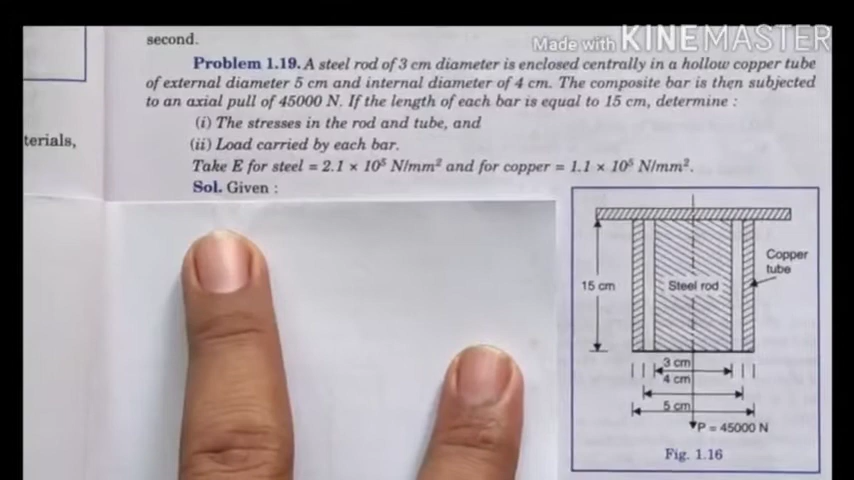 second.
Made with KINEMASTER
Problem 1.19. A steel rod of 3 cm diameter is enclosed centrally in a hollow copper tube
of external diameter 5 cm and internal diameter of 4 cm. The composite bar is then subjected
to an axial pull of 45000 N. If the length of each bar is equal to 15 cm, determine :
(i) The stresses in the rod and tube, and
(ii) Load carried by each bar.
terials,
Take E for steel = 2.1 × 10⁵ N/mm² and for copper = 1.1 × 10⁵ N/mm².
Sol. Given :
Copper
tube
15 cm
Steel rod
3 cm
4 cm
5 cm
P = 45000 N
Fig. 1.16